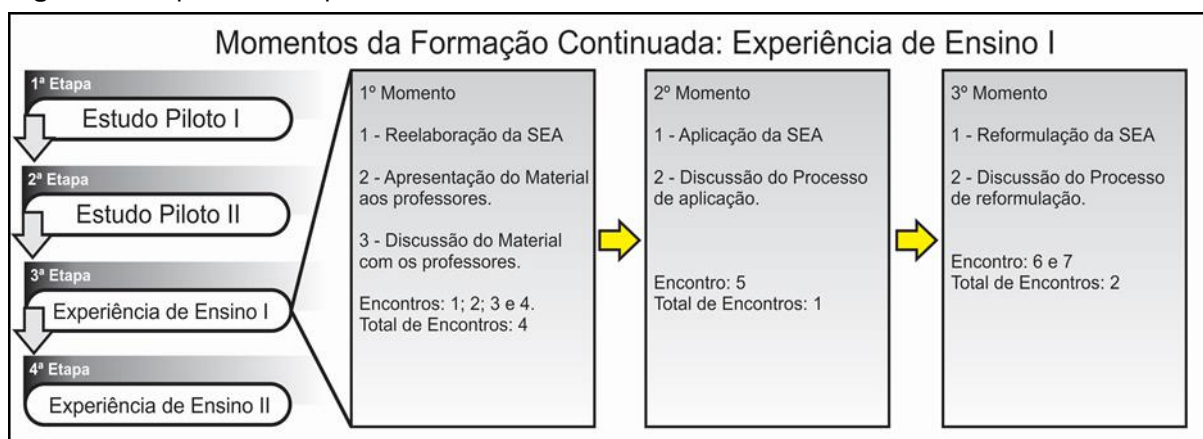 Momentos da Formação Continuada: Experiência de Ensino I
1ª Etapa
Estudo Piloto I
2ª Etapa
Estudo Piloto II
3ª Etapa
Experiência de Ensino I
4ª Etapa
Experiência de Ensino II
1º Momento
1 - Reelaboração da SEA
2 - Apresentação do Material
aos professores.
3 - Discussão do Material
com os professores.
Encontros: 1; 2; 3 e 4.
Total de Encontros: 4
2º Momento
1 - Aplicação da SEA
2 - Discussão do Processo
de aplicação.
Encontro: 5
Total de Encontros: 1
3º Momento
1 - Reformulação da SEA
2 - Discussão do Processo
de reformulação.
Encontro: 6 e 7
Total de Encontros: 2